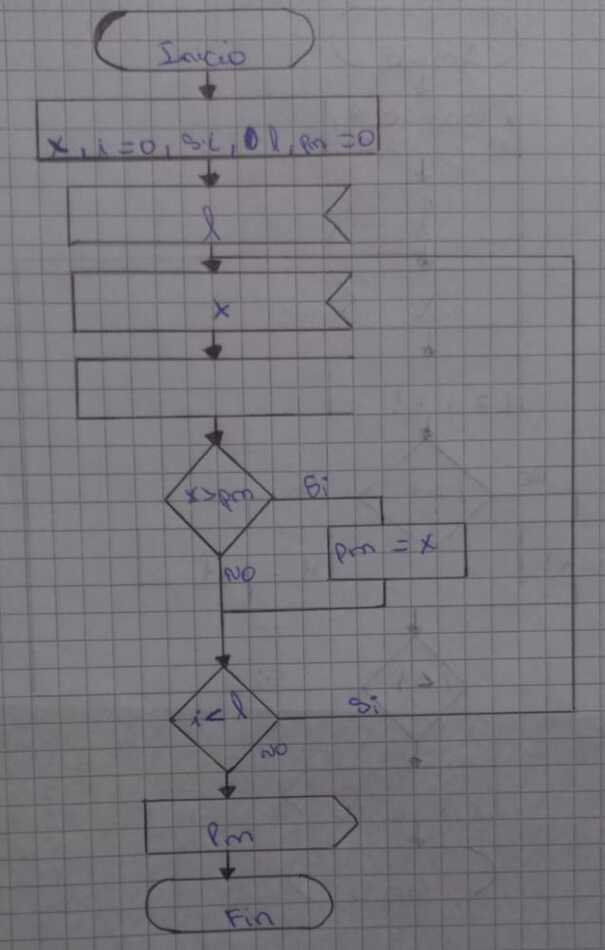 Inicio
x, i=0, si, l, pm =0
l
x
x>pm
Si
pm = x
NO
i< l
Si
NO
Pm
Fin